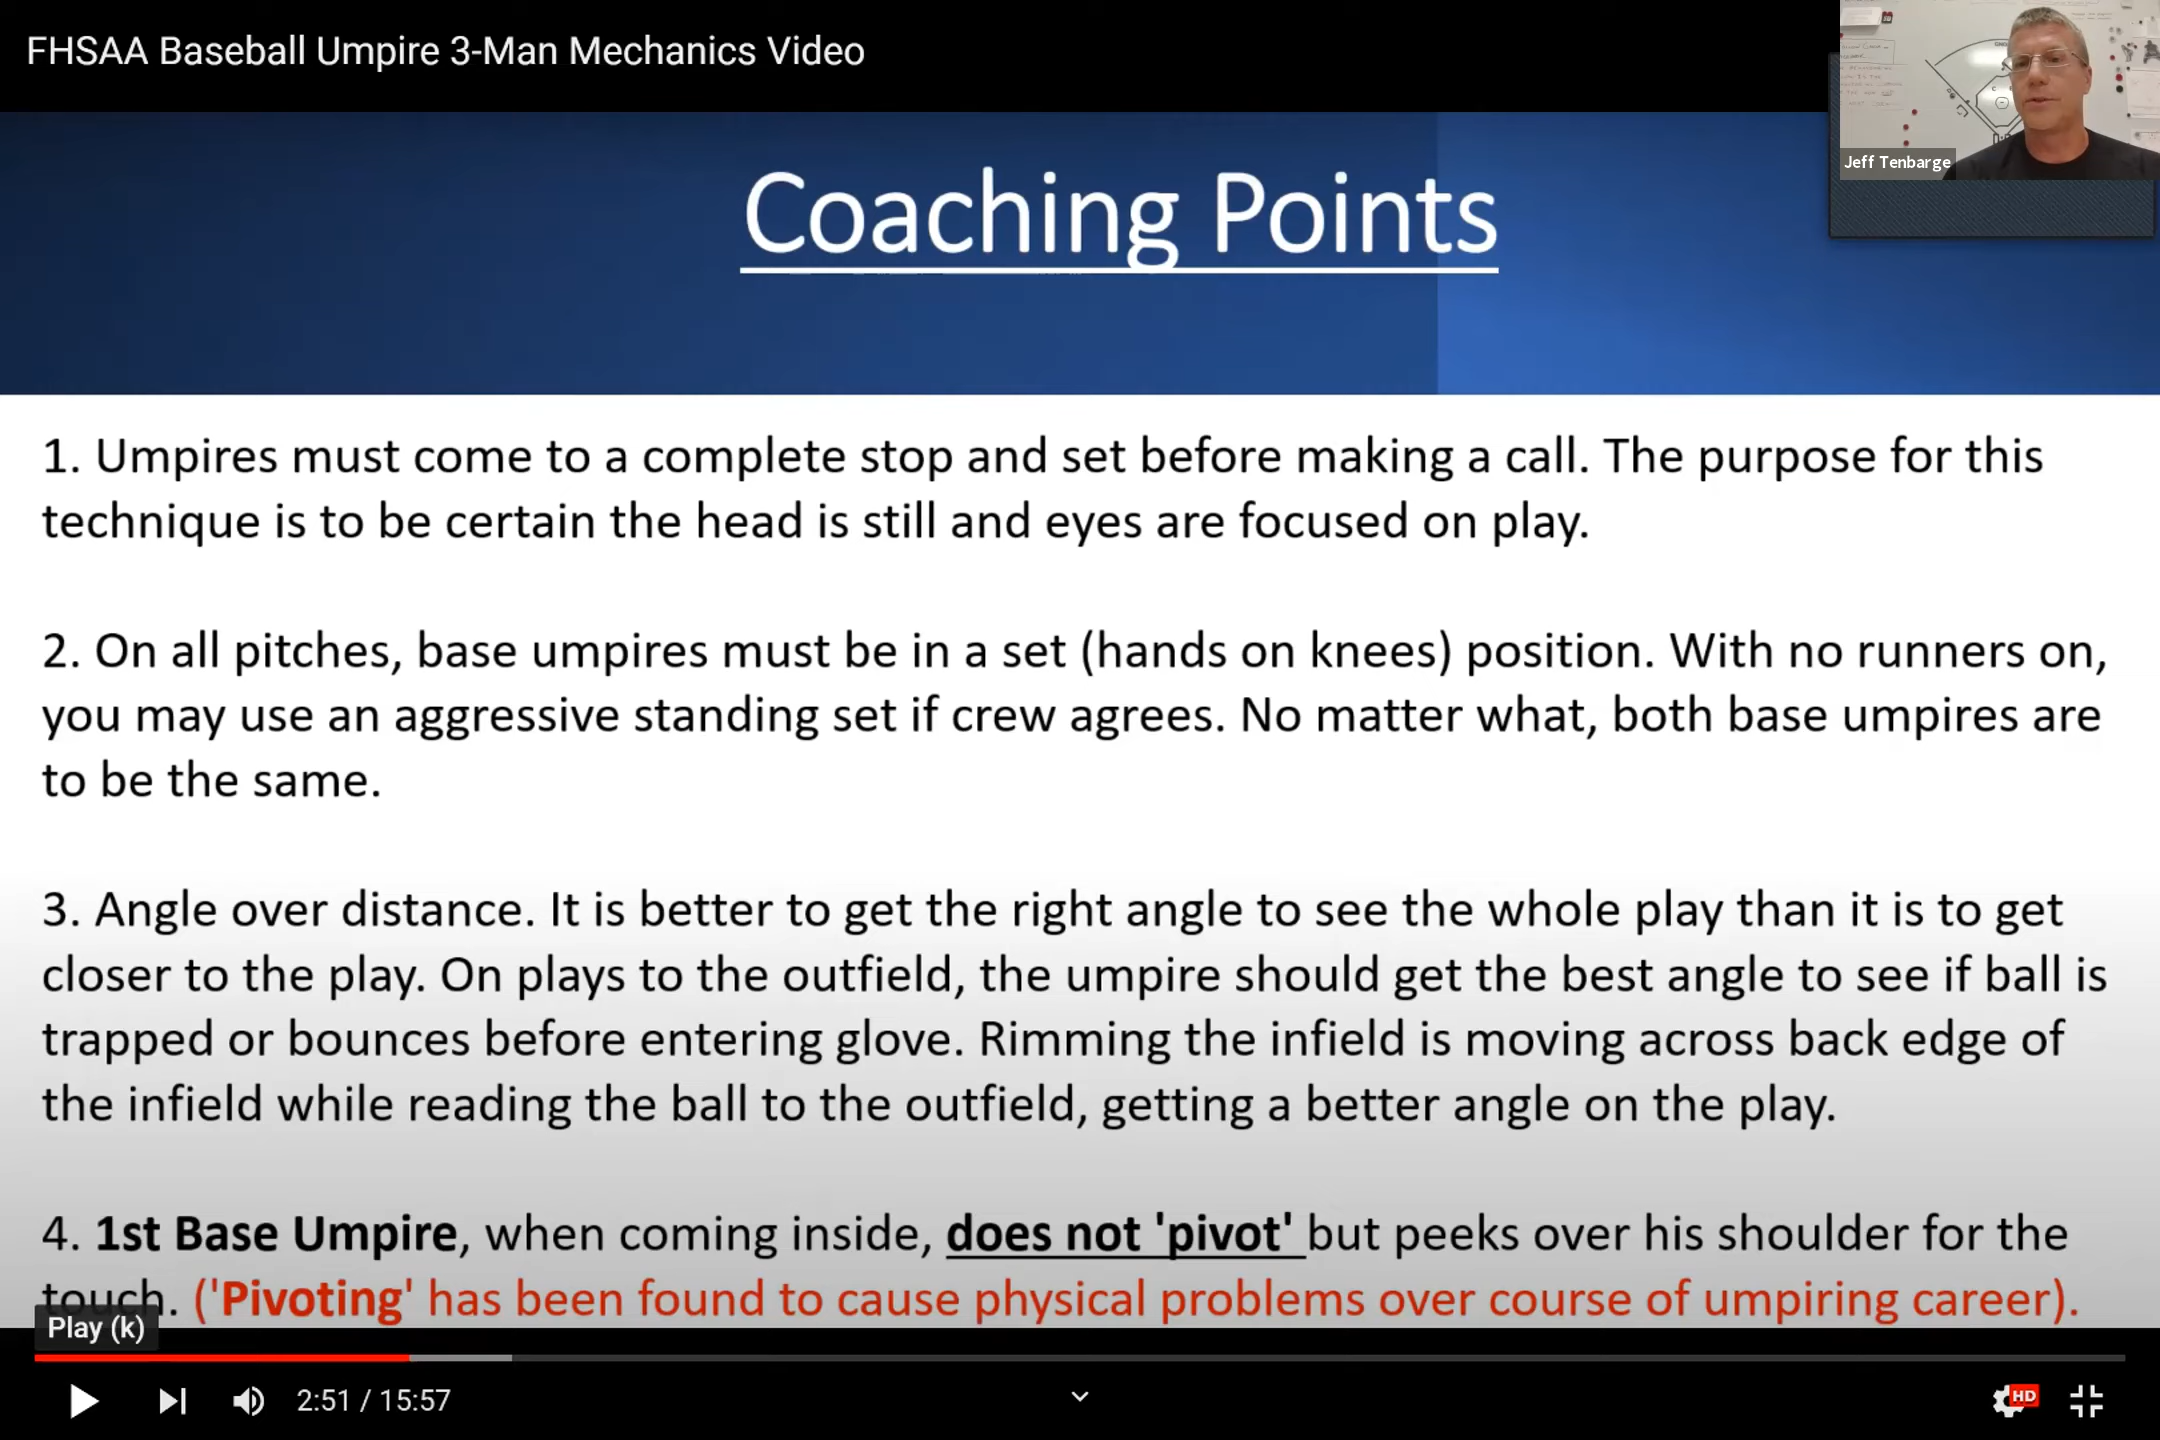 FHSAA Baseball Umpire 3-Man Mechanics Video
Jeff Tenbarge
Coaching Points
1. Umpires must come to a complete stop and set before making a call. The purpose for this
technique is to be certain the head is still and eyes are focused on play.
2. On all pitches, base umpires must be in a set (hands on knees) position. With no runners on,
you may use an aggressive standing set if crew agrees. No matter what, both base umpires are
to be the same.
3. Angle over distance. It is better to get the right angle to see the whole play than it is to get
closer to the play. On plays to the outfield, the umpire should get the best angle to see if ball is
trapped or bounces before entering glove. Rimming the infield is moving across back edge of
the infield while reading the ball to the outfield, getting a better angle on the play.
4. 1st Base Umpire, when coming inside, does not 'pivot' but peeks over his shoulder for the
touch. ('Pivoting' has been found to cause physical problems over course of umpiring career).
Play (k)
2:51 / 15:57
HD